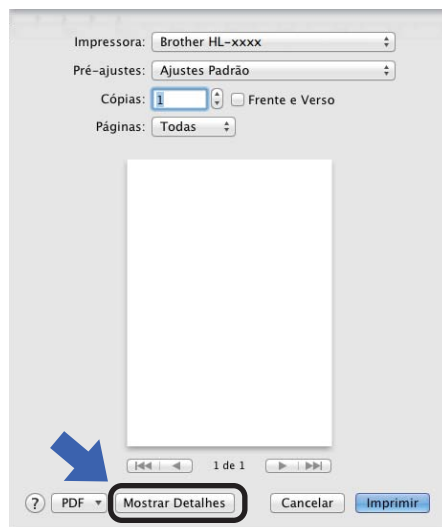 Impressora: Brother HL-xxxx
Pré-ajustes: Ajustes Padrão
Cópias: 1 Frente e Verso
Páginas: Todas
1 de 1
? PDF Mostrar Detalhes Cancelar Imprimir